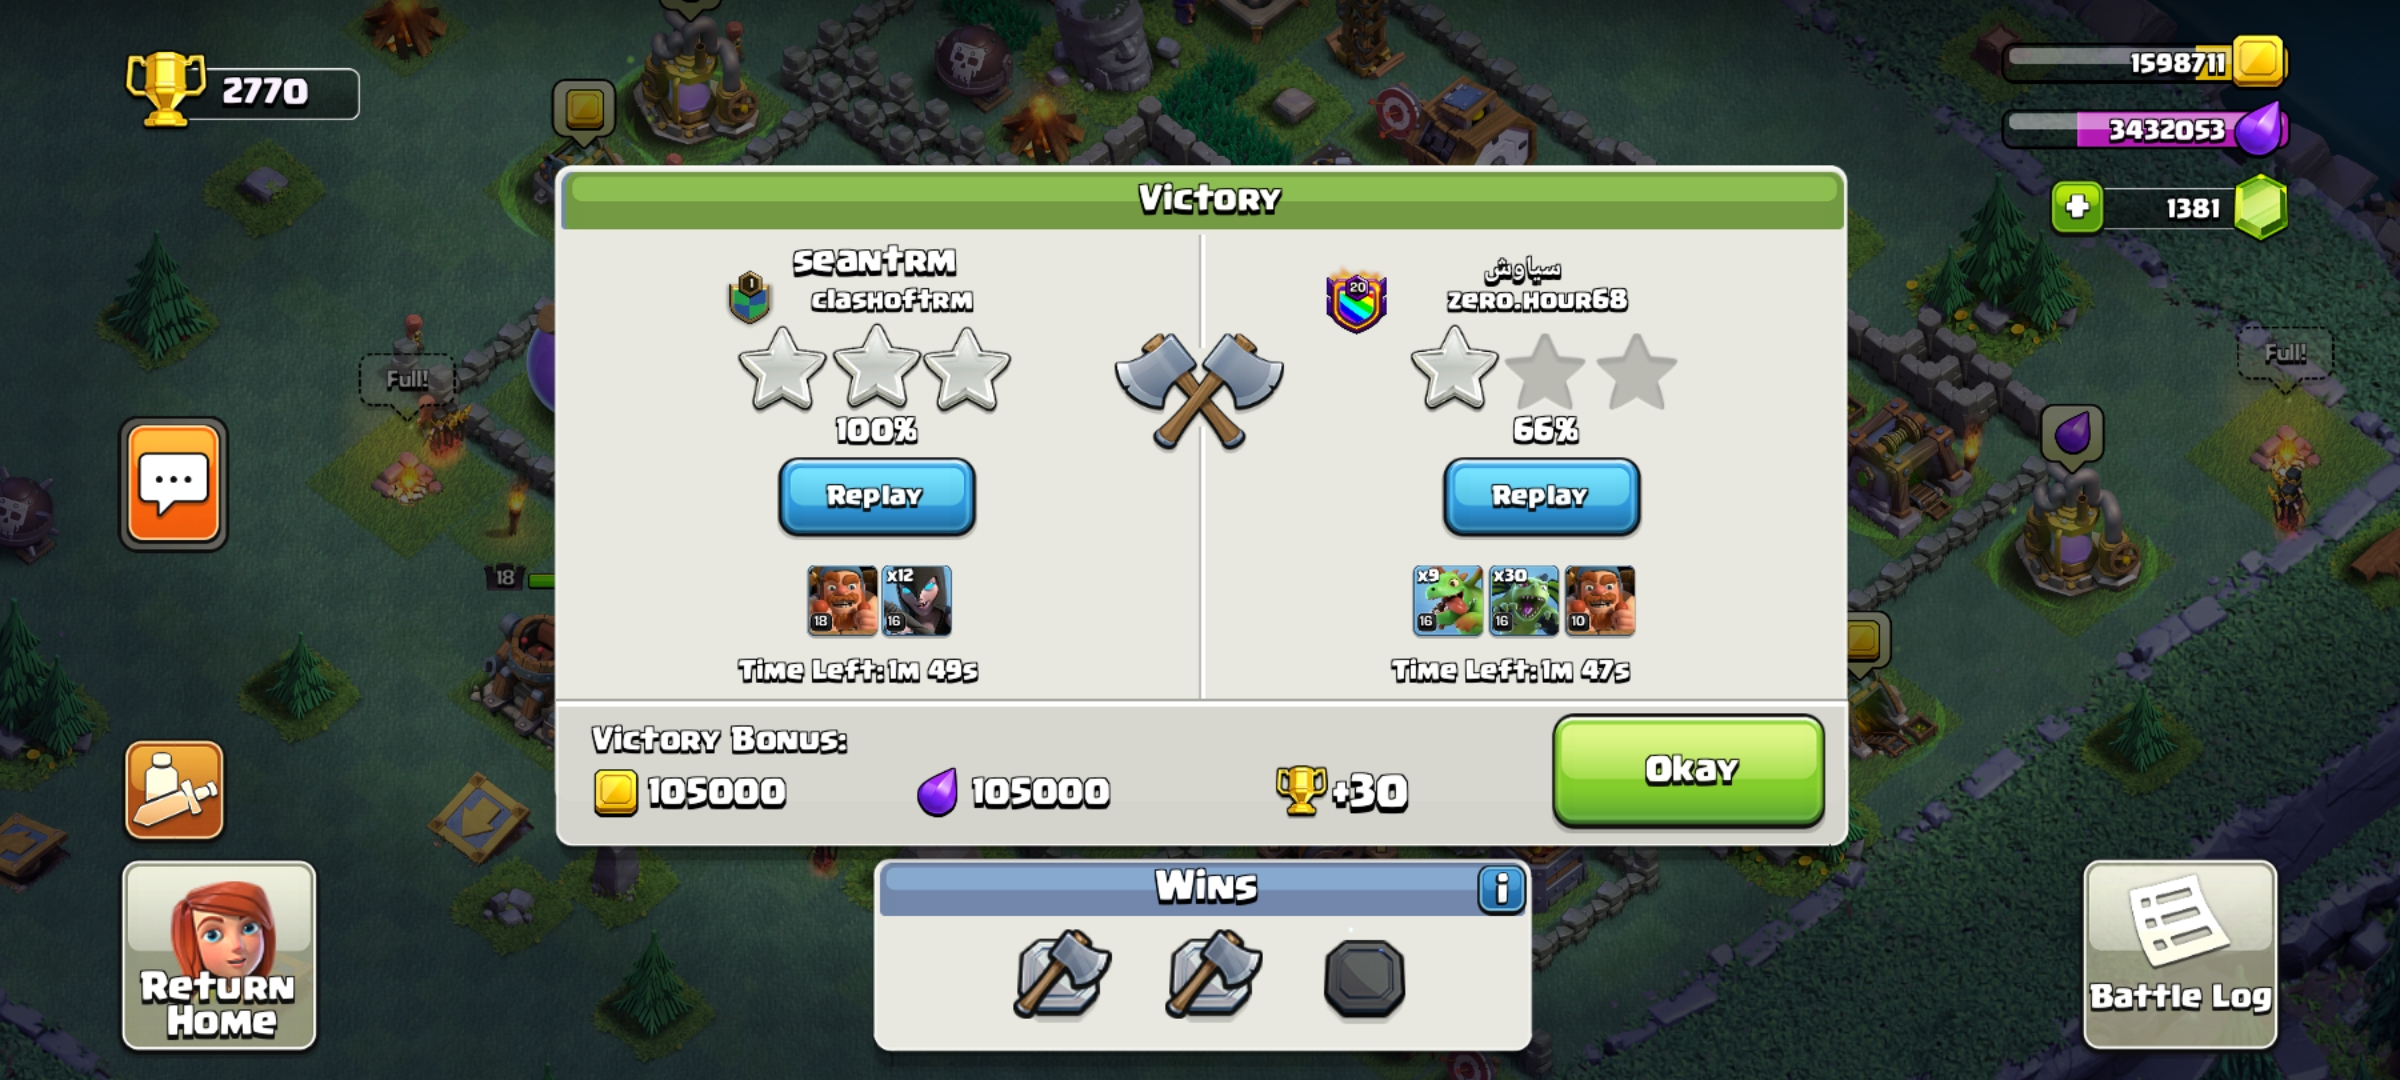 2770
1598711
3432053
1381
Victory
seantrm
clashoftrm
1
100%
Replay
18
x12
16
Time Left:1m 49s
سیاوش
zero.hour68
20
66%
Replay
x9
16
x30
16
10
Time Left:1m 47s
Full!
Full!
18
Victory Bonus:
105000
105000
+30
Okay
Wins
i
Return
Home
Battle Log